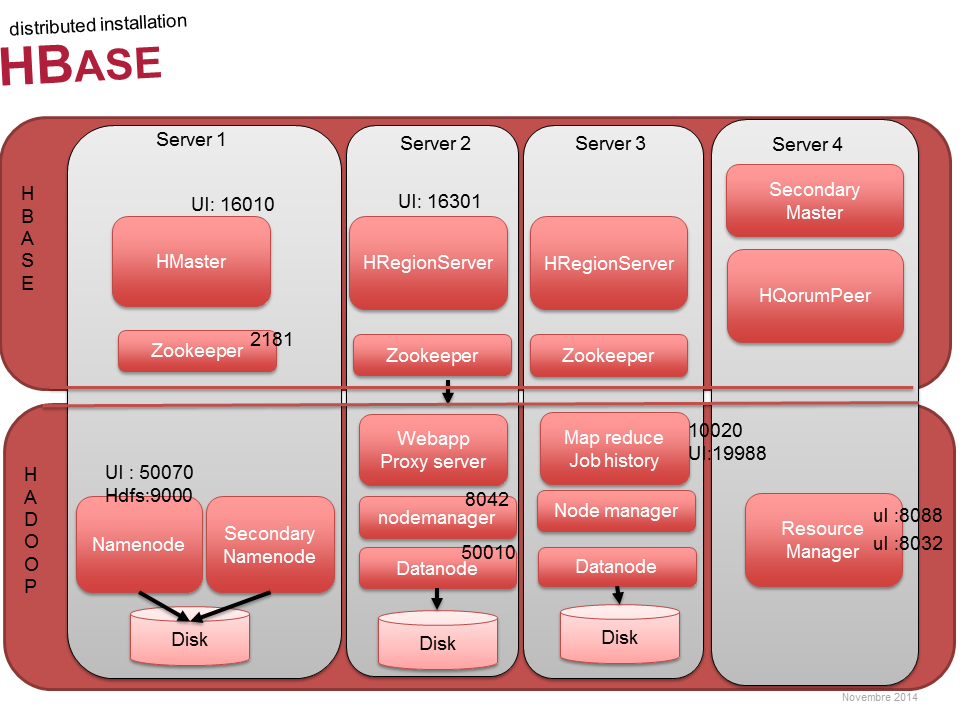 distributed installation
HBASE
Server 1
Server 2
Server 3
Server 4
H
B
A
S
E
UI: 16010
HMaster
Zookeeper
2181
UI: 16301
HRegionServer
Zookeeper
HRegionServer
Zookeeper
Secondary
Master
HQorumPeer
H
A
D
O
O
P
UI : 50070
Hdfs:9000
Namenode
Secondary
Namenode
Disk
Webapp
Proxy server
8042
nodemanager
50010
Datanode
Disk
Map reduce
Job history
10020
UI:19988
Node manager
Datanode
Disk
Resource
Manager
uI :8088
uI :8032
Novembre 2014